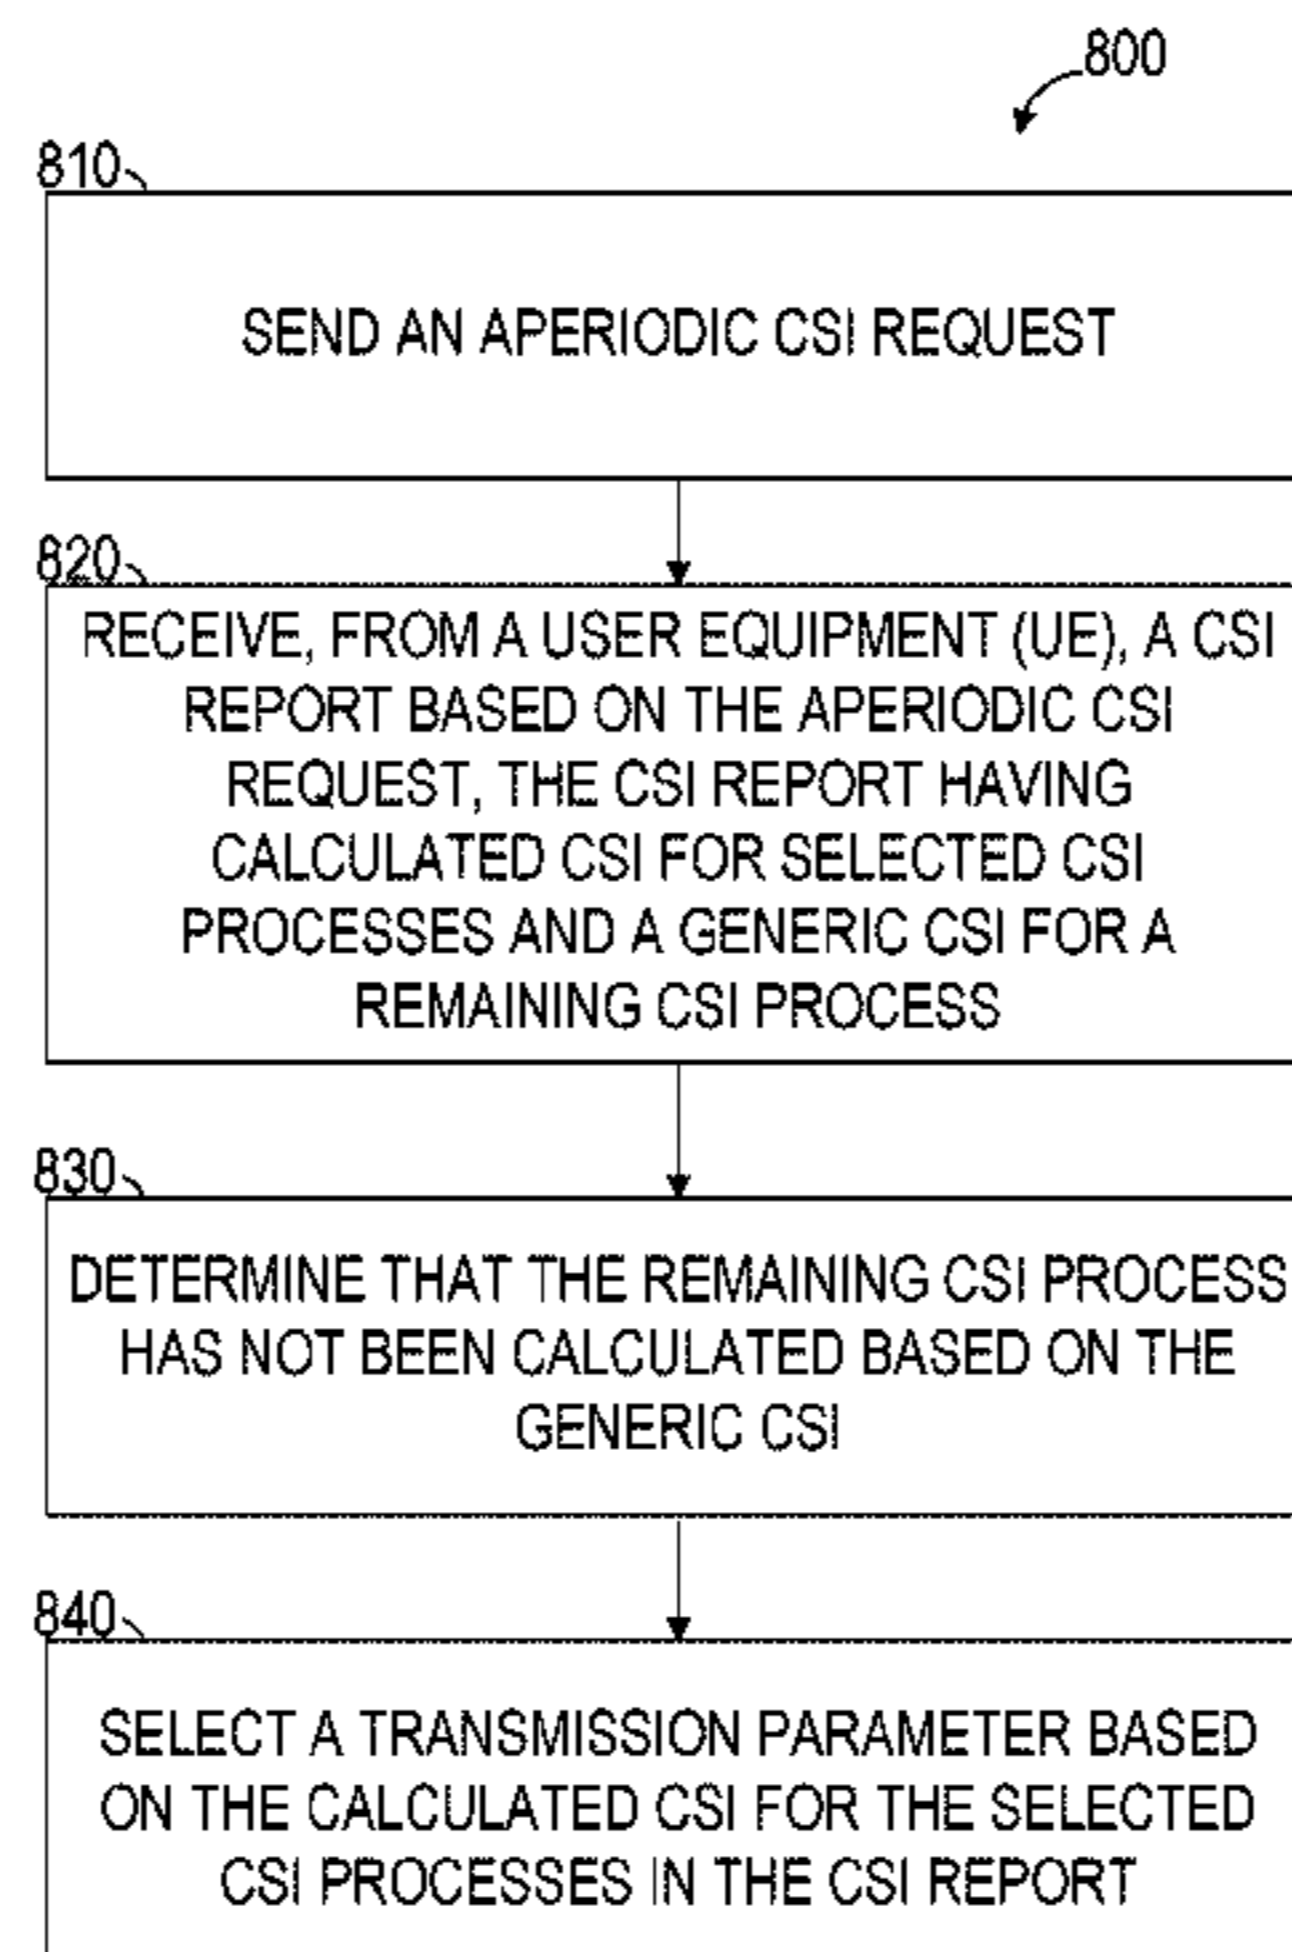 800
810
SEND AN APERIODIC CSI REQUEST
820
RECEIVE, FROM A USER EQUIPMENT (UE), A CSI
REPORT BASED ON THE APERIODIC CSI
REQUEST, THE CSI REPORT HAVING
CALCULATED CSI FOR SELECTED CSI
PROCESSES AND A GENERIC CSI FOR A
REMAINING CSI PROCESS
830
DETERMINE THAT THE REMAINING CSI PROCESS
HAS NOT BEEN CALCULATED BASED ON THE
GENERIC CSI
840
SELECT A TRANSMISSION PARAMETER BASED
ON THE CALCULATED CSI FOR THE SELECTED
CSI PROCESSES IN THE CSI REPORT